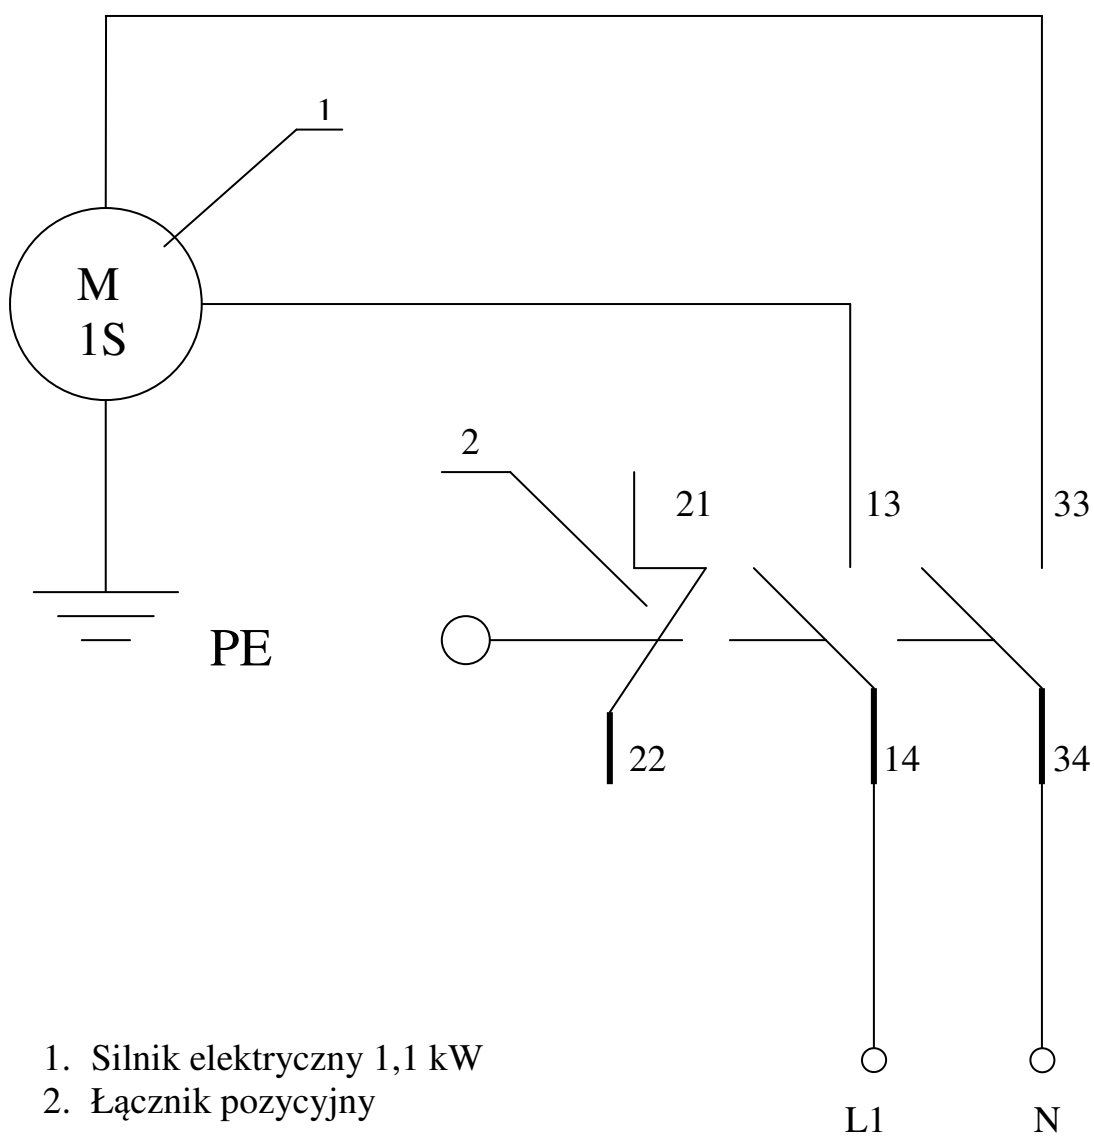 1
M
1S
2
21
13
33
PE
22
14
34
1. Silnik elektryczny 1,1 kW
2. Łącznik pozycyjny
L1
N